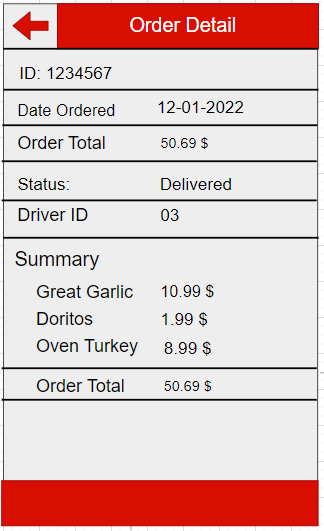 Order Detail
ID: 1234567
Date Ordered 12-01-2022
Order Total 50.69 $
Status: Delivered
Driver ID 03
Summary
Great Garlic 10.99 $
Doritos 1.99 $
Oven Turkey 8.99 $
Order Total 50.69 $